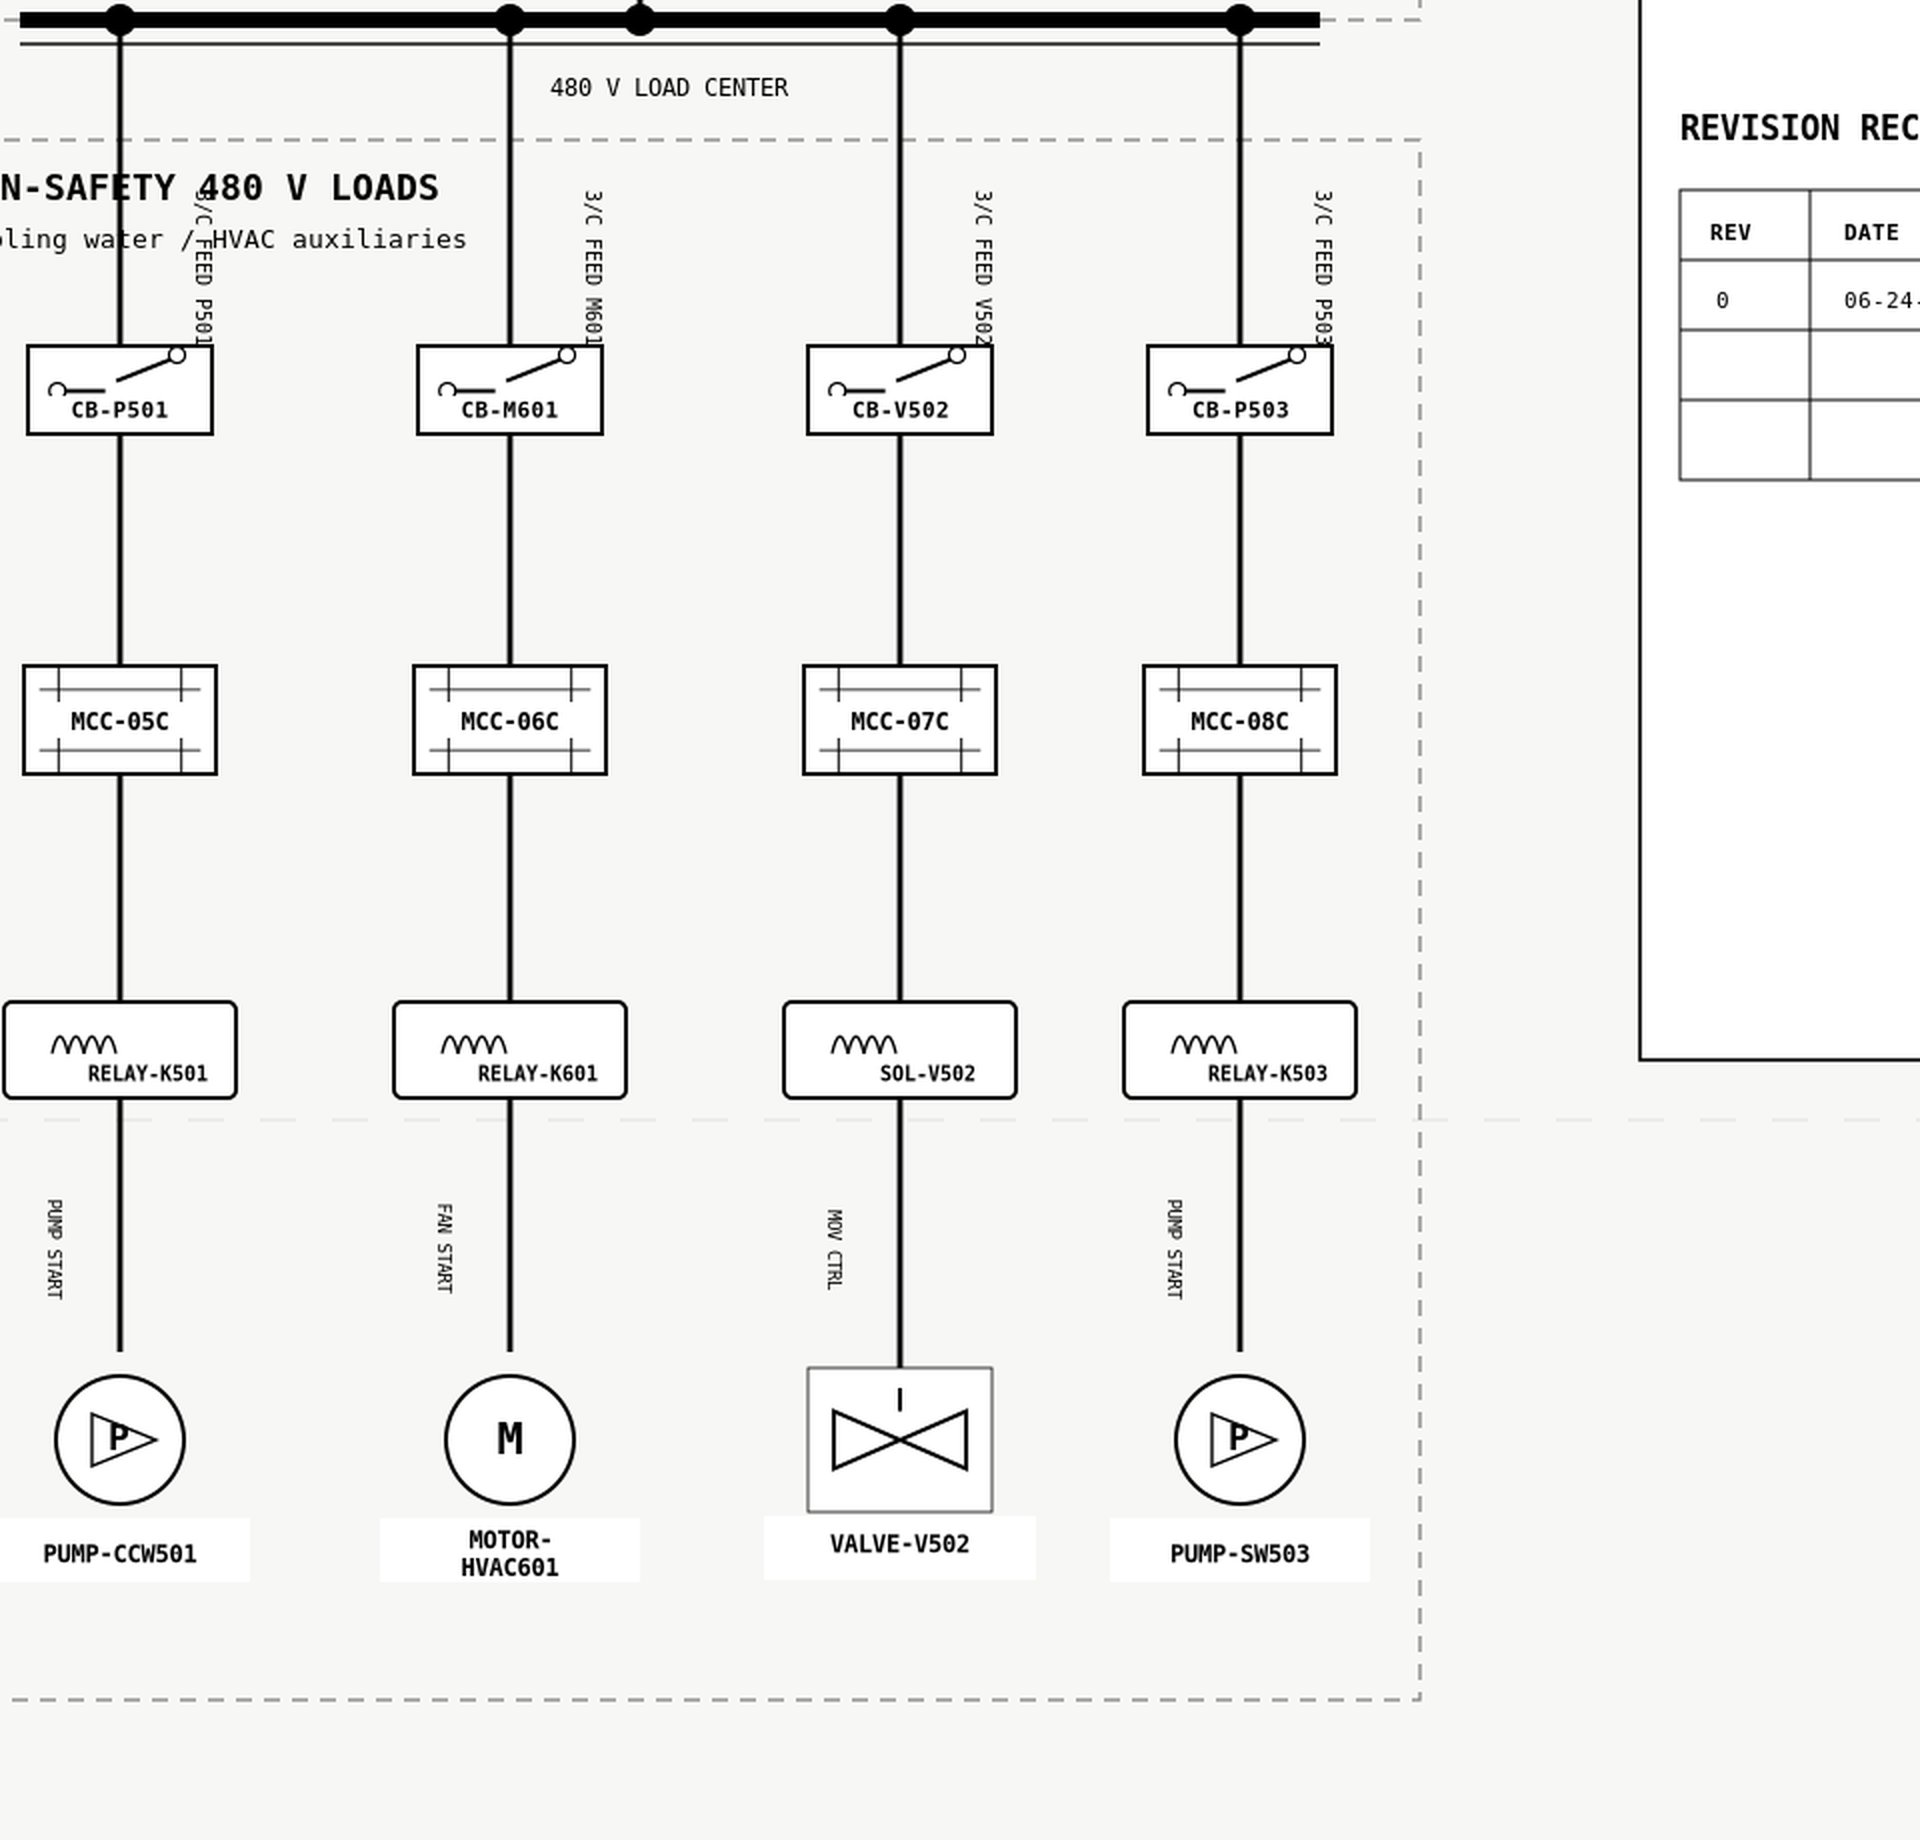 480 V LOAD CENTER
N-SAFETY 480 V LOADS
ling water / HVAC auxiliaries
3/C FEED P501
3/C FEED M601
3/C FEED V502
3/C FEED P503
CB-P501
CB-M601
CB-V502
CB-P503
MCC-05C
MCC-06C
MCC-07C
MCC-08C
RELAY-K501
RELAY-K601
SOL-V502
RELAY-K503
PUMP START
FAN START
MOV CTRL
PUMP START
P
M
P
PUMP-CCW501
MOTOR-
HVAC601
VALVE-V502
PUMP-SW503
REVISION REC
REV DATE
0 06-24-